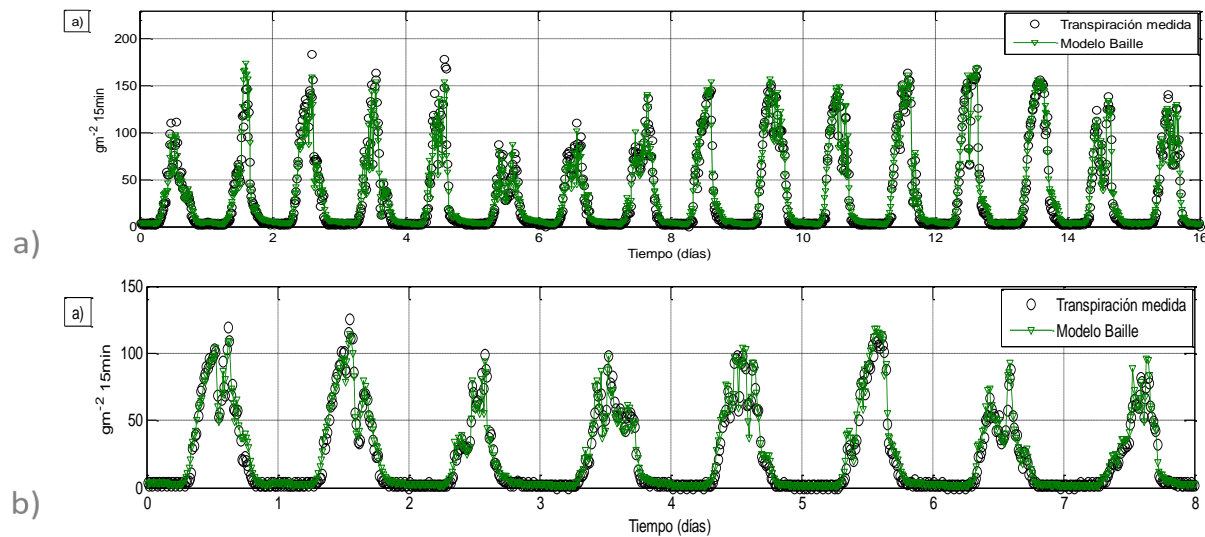 a)
Transpiración medida
Modelo Baille
200
150
100
50
0
gm-2 15min
0 2 4 6 8 10 12 14 16
Tiempo (días)
a)
a)
Transpiración medida
Modelo Baille
150
100
50
0
gm-2 15min
0 1 2 3 4 5 6 7 8
Tiempo (días)
b)